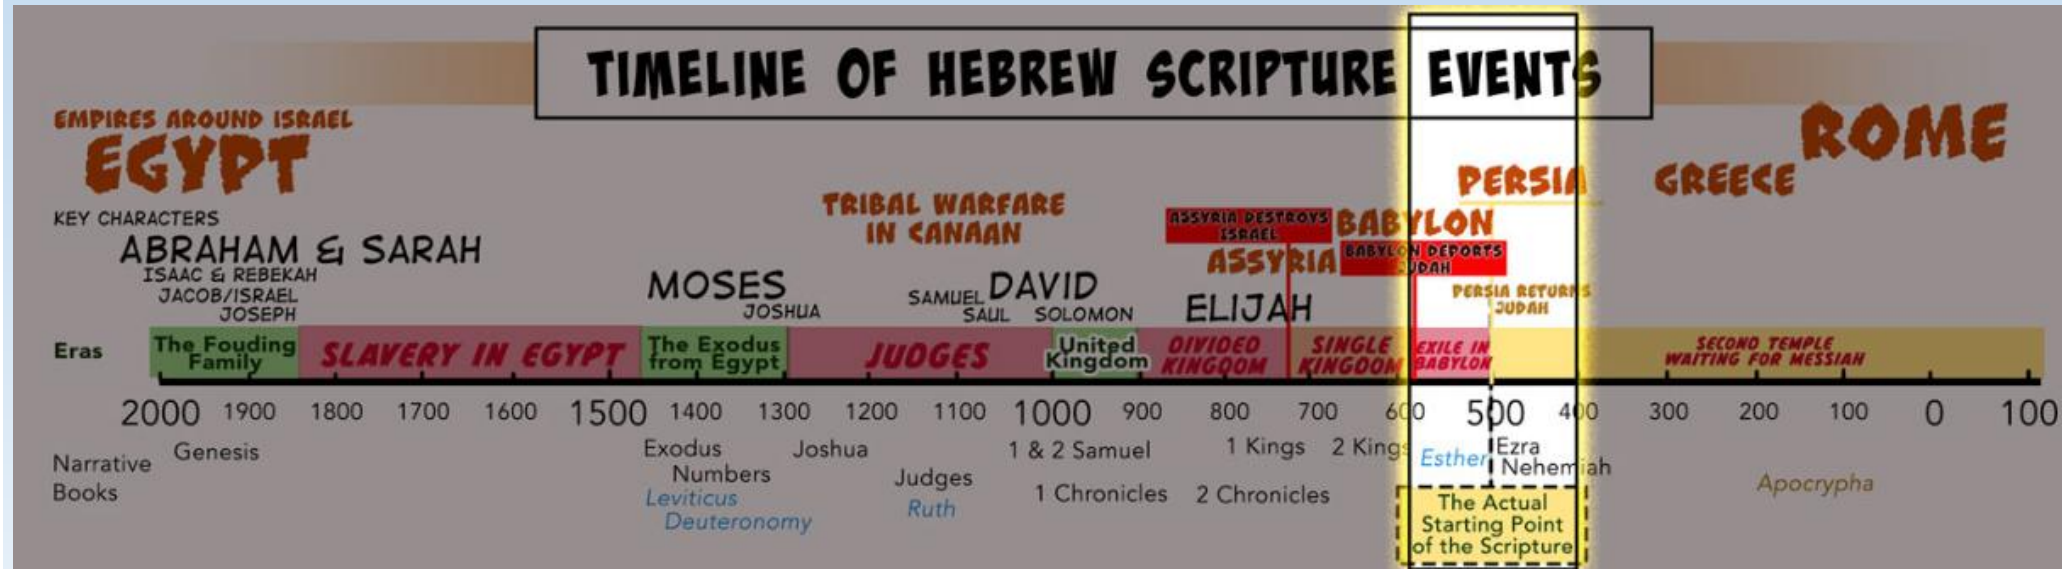 TIMELINE OF HEBREW SCRIPTURE EVENTS
EMPIRES AROUND ISRAEL
EGYPT
TRIBAL WARFARE
IN CANAAN
ASSYRIA DESTROYS
ISRAEL
ASSYRIA
BABYLON
BABYLON DEPORTS
JUDAH
PERSIA
PERSIA RETURNS
JUDAH
GREECE
ROME
KEY CHARACTERS
ABRAHAM & SARAH
ISAAC & REBEKAH
JACOB/ISRAEL
JOSEPH
MOSES
JOSHUA
SAMUEL
SAUL
DAVID
SOLOMON
ELIJAH
Eras
The Fouding
Family
SLAVERY IN EGYPT
The Exodus
from Egypt
JUDGES
United
Kingdom
DIVIDED
KINGDOM
SINGLE
KINGDOM
EXILE IN
BABYLON
SECOND TEMPLE
WAITING FOR MESSIAH
2000 1900 1800 1700 1600 1500 1400 1300 1200 1100 1000 900 800 700 600 500 400 300 200 100 0 100
Narrative
Books
Genesis
Exodus
Numbers
Leviticus
Deuteronomy
Joshua
Judges
Ruth
1 & 2 Samuel
1 Chronicles
1 Kings
2 Kings
2 Chronicles
Esther
Ezra
Nehemiah
Apocrypha
The Actual
Starting Point
of the Scripture